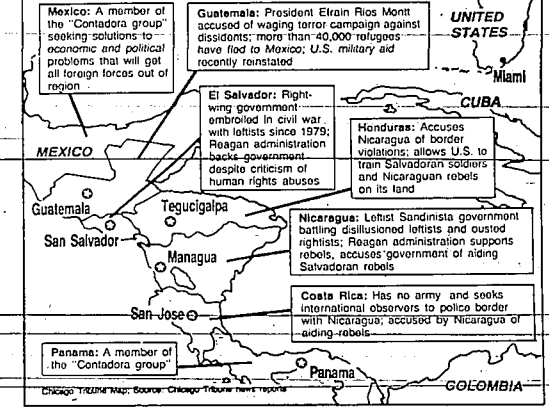 Mexico: A member of
the "Contadora group"
seeking solutions to
economic and political
problems that will get
all foreign forces out of
region
Guatemala: President Efrain Rios Montt
accused of waging terror campaign against
dissidents; more than 40,000 refugees
have fled to Mexico; U.S. military aid
recently reinstated
UNITED
STATES
Miami
El Salvador: Right-
wing government
embroiled in civil war
with leftists since 1979;
Reagan administration
backs government
despite criticism of
human rights abuses
CUBA
Honduras: Accuses
Nicaragua of border
violations; allows U.S. to
train Salvadoran soldiers
and Nicaraguan rebels
on its land
MEXICO
Guatemala
Tegucigalpa
San Salvador
Nicaragua: Leftist Sandinista government
battling disillusioned leftists and ousted
rightists; Reagan administration supports
rebels, accuses government of aiding
Salvadoran rebels
Managua
Costa Rica: Has no army and seeks
international observers to police border
with Nicaragua; accused by Nicaragua of
aiding rebels
San Jose
Panama: A member of
the "Contadora group"
Panama
COLOMBIA
Chicago Tribune Map; Source: Chicago Tribune news reports